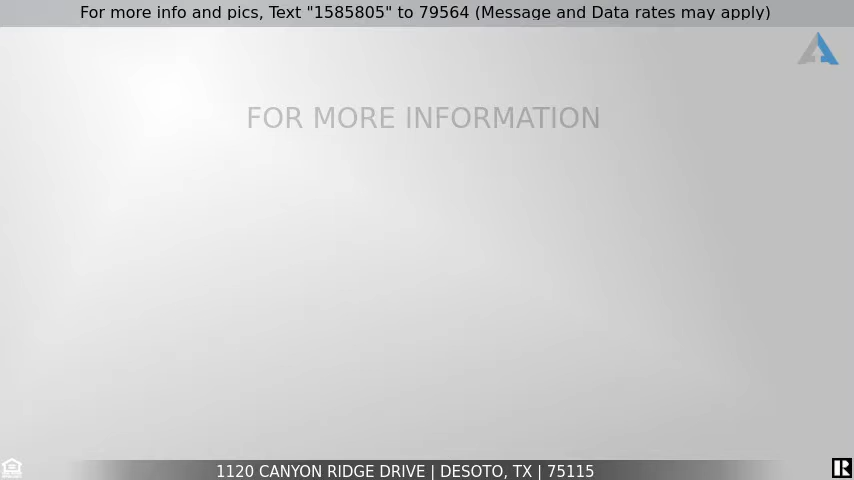 For more info and pics, Text "1585805" to 79564 (Message and Data rates may apply)
FOR MORE INFORMATION
1120 CANYON RIDGE DRIVE | DESOTO, TX | 75115